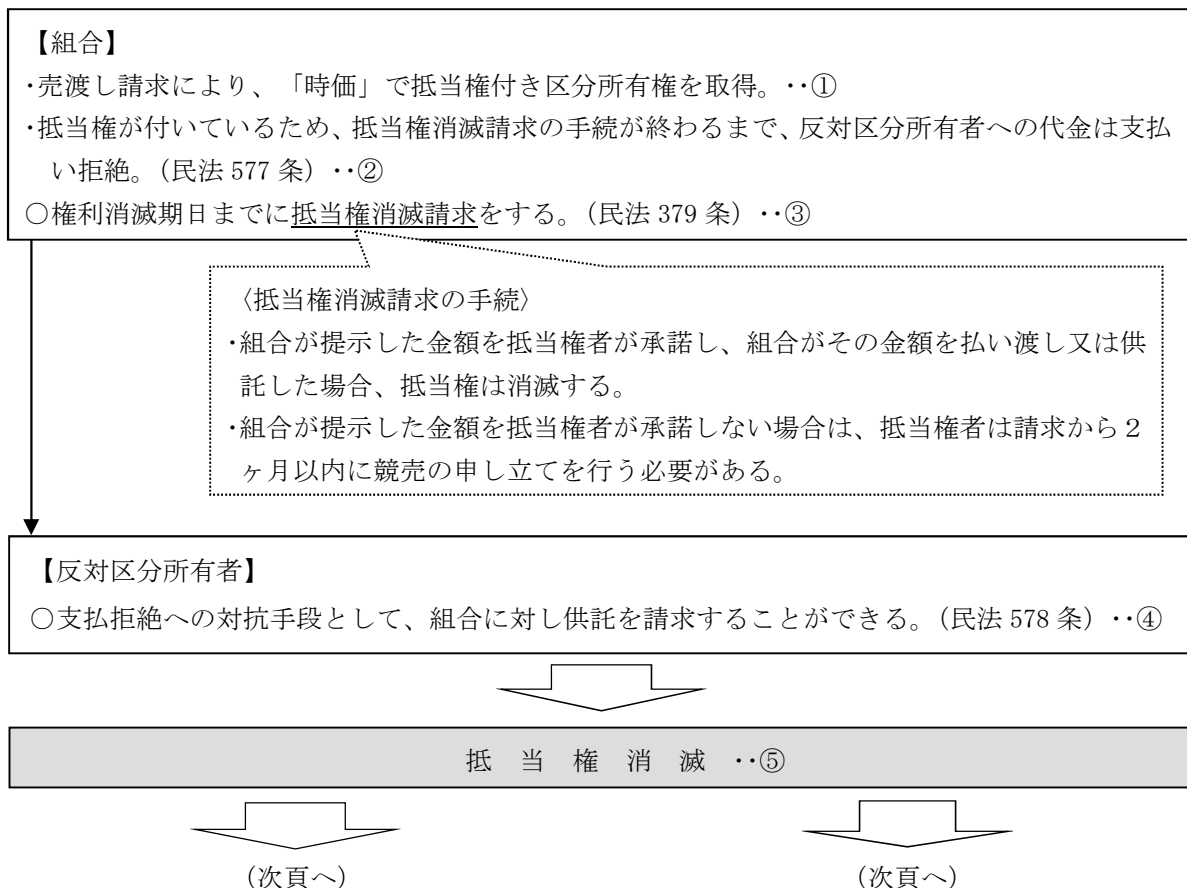 【組合】
・売渡し請求により、「時価」で抵当権付き区分所有権を取得。‥①
・抵当権が付いているため、抵当権消滅請求の手続が終わるまで、反対区分所有者への代金は支払
い拒絶。（民法 577 条）‥②
○権利消滅期日までに抵当権消滅請求をする。（民法 379 条）‥③
〈抵当権消滅請求の手続〉
・組合が提示した金額を抵当権者が承諾し、組合がその金額を払い渡し又は供
託した場合、抵当権は消滅する。
・組合が提示した金額を抵当権者が承諾しない場合は、抵当権者は請求から２
ヶ月以内に競売の申し立てを行う必要がある。
【反対区分所有者】
○支払拒絶への対抗手段として、組合に対し供託を請求することができる。（民法 578 条）‥④
抵 当 権 消 滅 ‥⑤
（次頁へ） （次頁へ）